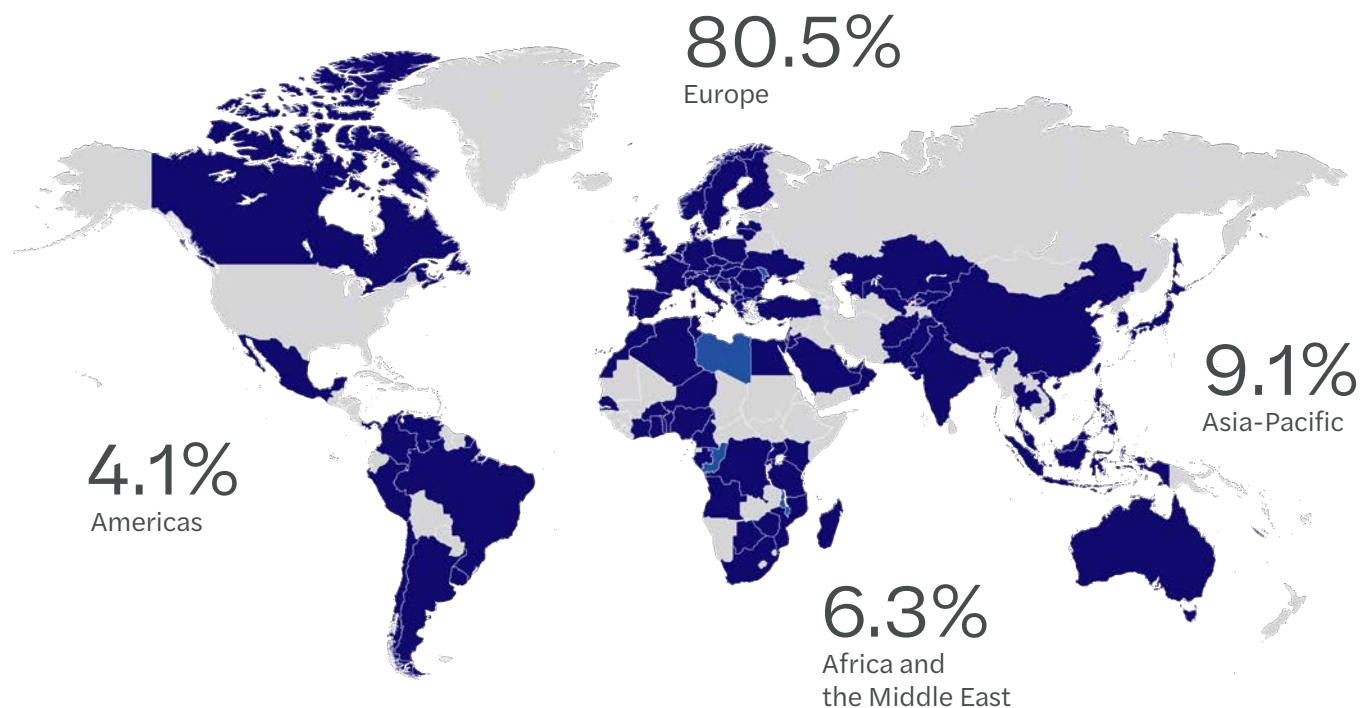 80.5%
Europe
9.1%
Asia-Pacific
4.1%
Americas
6.3%
Africa and
the Middle East